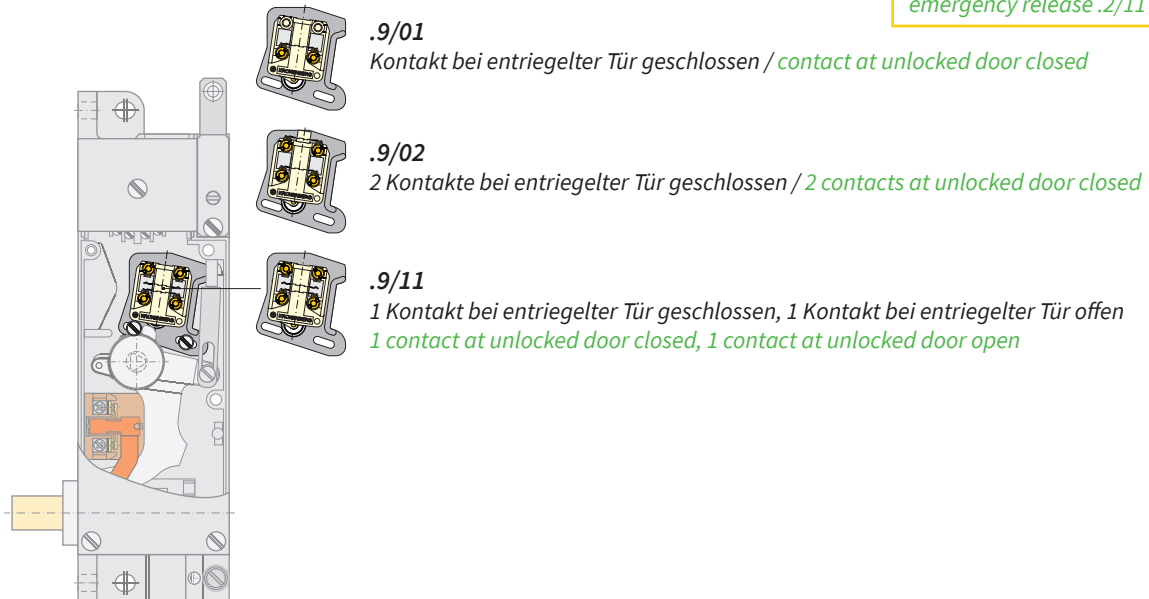 emergency release .2/11
.9/01
Kontakt bei entriegelter Tür geschlossen / contact at unlocked door closed
.9/02
2 Kontakte bei entriegelter Tür geschlossen / 2 contacts at unlocked door closed
.9/11
1 Kontakt bei entriegelter Tür geschlossen, 1 Kontakt bei entriegelter Tür offen
1 contact at unlocked door closed, 1 contact at unlocked door open